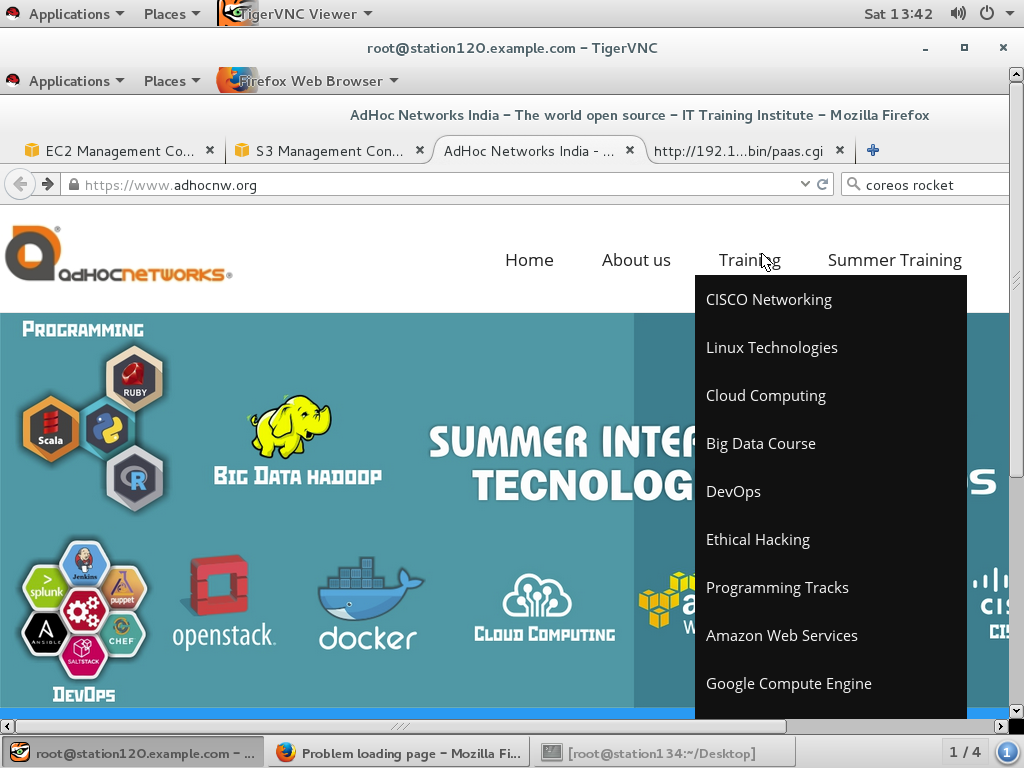 Applications Places TigerVNC Viewer Sat 13:42
root@station120.example.com – TigerVNC
Applications Places Firefox Web Browser
AdHoc Networks India – The world open source – IT Training Institute – Mozilla Firefox
EC2 Management Co... S3 Management Con... AdHoc Networks India - ... http://192.1...bin/paas.cgi
https://www.adhocnw.org coreos rocket
aDHOCNETWORKS
Home About us Training Summer Training
CISCO Networking
Linux Technologies
Cloud Computing
Big Data Course
DevOps
Ethical Hacking
Programming Tracks
Amazon Web Services
Google Compute Engine
PROGRAMMING
RUBY
Scala
R
BIG DATA HADOOP
SUMMER
TECNOLOG
S
Jenkins
splunk>
puppet
ANSIBLE
CHEF
SALTSTACK
DEVOPS
openstack.
docker
CLOUD COMPUTING
root@station120.example.com – ... Problem loading page – Mozilla Fi... [root@station134:~/Desktop] 1 / 4 1